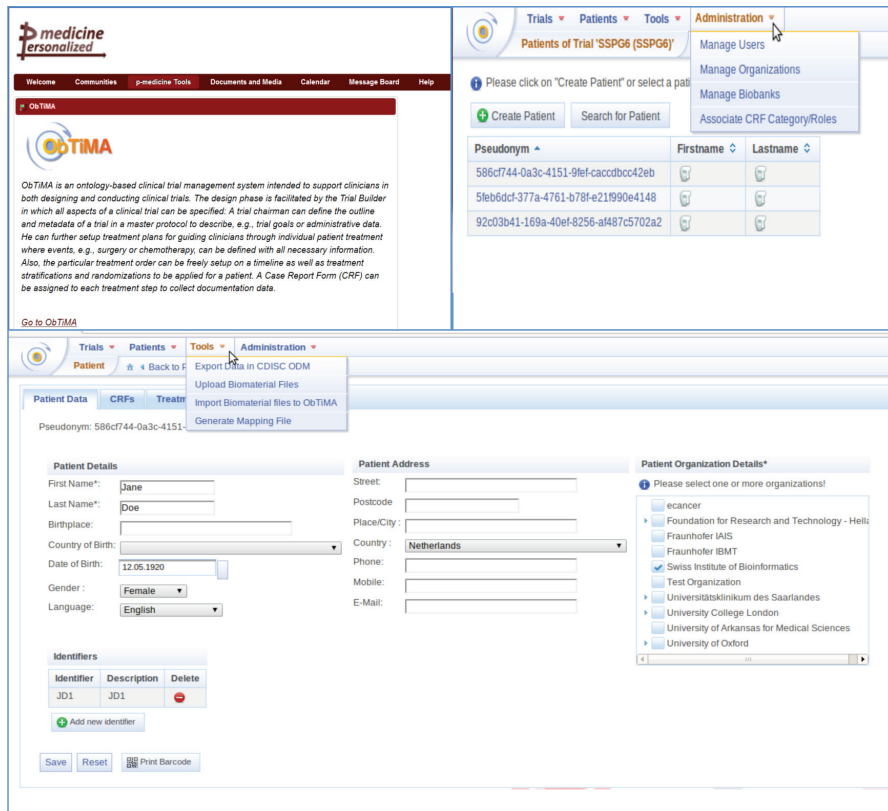 p medicine
ersonalized
Welcome Communities p-medicine Tools Documents and Media Calendar Message Board Help
ObTiMA
ObTiMA
ObTiMA is an ontology-based clinical trial management system intended to support clinicians in
both designing and conducting clinical trials. The design phase is facilitated by the Trial Builder
in which all aspects of a clinical trial can be specified: A trial chairman can define the outline
and metadata of a trial in a master protocol to describe, e.g., trial goals or administrative data.
He can further setup treatment plans for guiding clinicians through individual patient treatment
where events, e.g., surgery or chemotherapy, can be defined with all necessary information.
Also, the particular treatment order can be freely setup on a timeline as well as treatment
stratifications and randomizations to be applied for a patient. A Case Report Form (CRF) can
be assigned to each treatment step to collect documentation data.
Go to ObTiMA
Trials Patients Tools Administration
Patients of Trial 'SSPG6 (SSPG6)'
Manage Users
Manage Organizations
Manage Biobanks
Associate CRF Category/Roles
Please click on "Create Patient" or select a pati
Create Patient Search for Patient
Pseudonym Firstname Lastname
586cf744-0a3c-4151-9fef-caccdbcc42eb
5feb6dcf-377a-4761-b78f-e21f990e4148
92c03b41-169a-40ef-8256-af487c5702a2
Trials Patients Tools Administration
Patient Back to P
Export Data in CDISC ODM
Upload Biomaterial Files
Import Biomaterial files to ObTiMA
Generate Mapping File
Patient Data CRFs Treatm
Pseudonym: 586cf744-0a3c-4151-
Patient Details
First Name*: Jane
Last Name*: Doe
Birthplace:
Country of Birth:
Date of Birth: 12.05.1920
Gender : Female
Language: English
Patient Address
Street:
Postcode
Place/City :
Country : Netherlands
Phone:
Mobile:
E-Mail:
Patient Organization Details*
Please select one or more organizations!
ecancer
Foundation for Research and Technology - Hella
Fraunhofer IAIS
Fraunhofer IBMT
Swiss Institute of Bioinformatics
Test Organization
Universitätsklinikum des Saarlandes
University College London
University of Arkansas for Medical Sciences
University of Oxford
Identifiers
Identifier Description Delete
JD1 JD1
Add new identifier
Save Reset Print Barcode